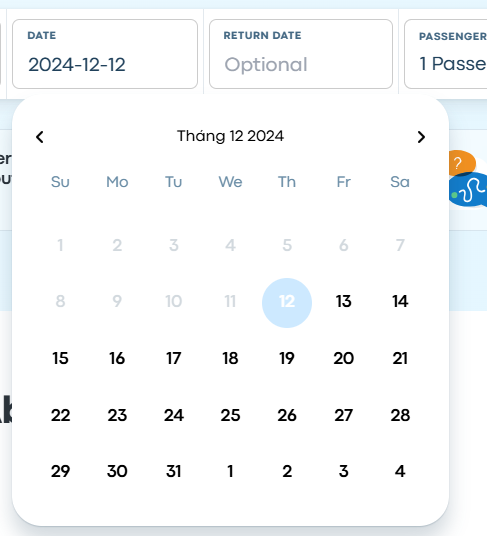 DATE
2024-12-12
RETURN DATE
Optional
PASSENGER
1 Passe
Tháng 12 2024
Su Mo Tu We Th Fr Sa
1 2 3 4 5 6 7
8 9 10 11 12 13 14
15 16 17 18 19 20 21
22 23 24 25 26 27 28
29 30 31 1 2 3 4
?